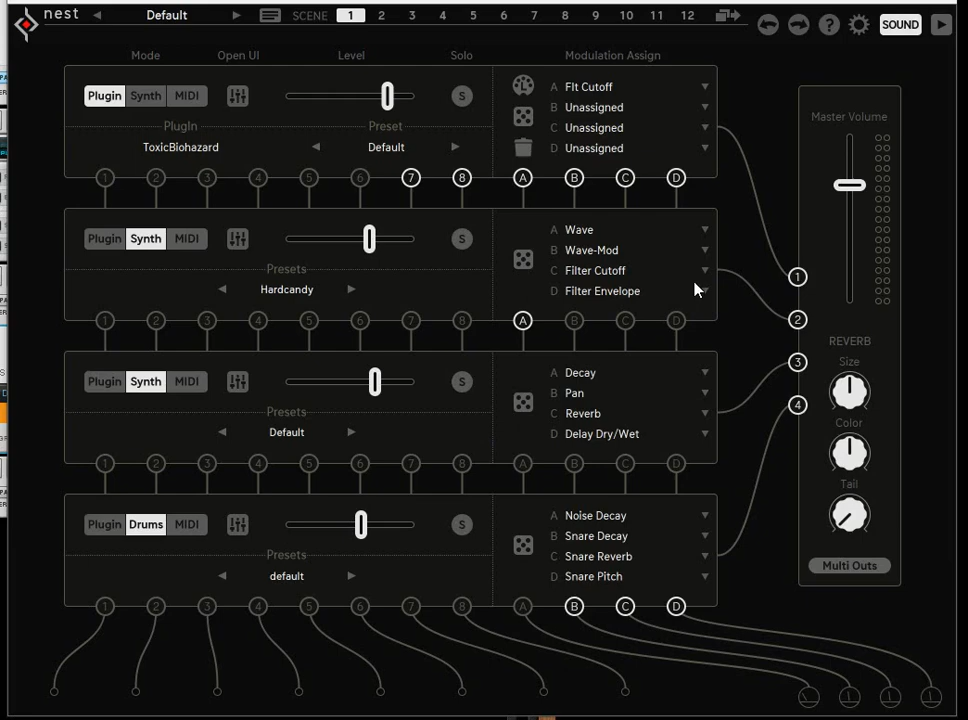 nest Default SCENE 1 2 3 4 5 6 7 8 9 10 11 12 ? SOUND
Mode Open UI Level Solo Modulation Assign
Plugin Synth MIDI S
PlugIn Preset
ToxicBiohazard Default
A Flt Cutoff
B Unassigned
C Unassigned
D Unassigned
1 2 3 4 5 6 7 8 A B C D
Plugin Synth MIDI S
Presets
Hardcandy
A Wave
B Wave-Mod
C Filter Cutoff
D Filter Envelope
1 2 3 4 5 6 7 8 A B C D
Plugin Synth MIDI S
Presets
Default
A Decay
B Pan
C Reverb
D Delay Dry/Wet
1 2 3 4 5 6 7 8 A B C D
Plugin Drums MIDI S
Presets
default
A Noise Decay
B Snare Decay
C Snare Reverb
D Snare Pitch
1 2 3 4 5 6 7 8 A B C D
Master Volume
1
2
3
4
REVERB
Size
Color
Tail
Multi Outs